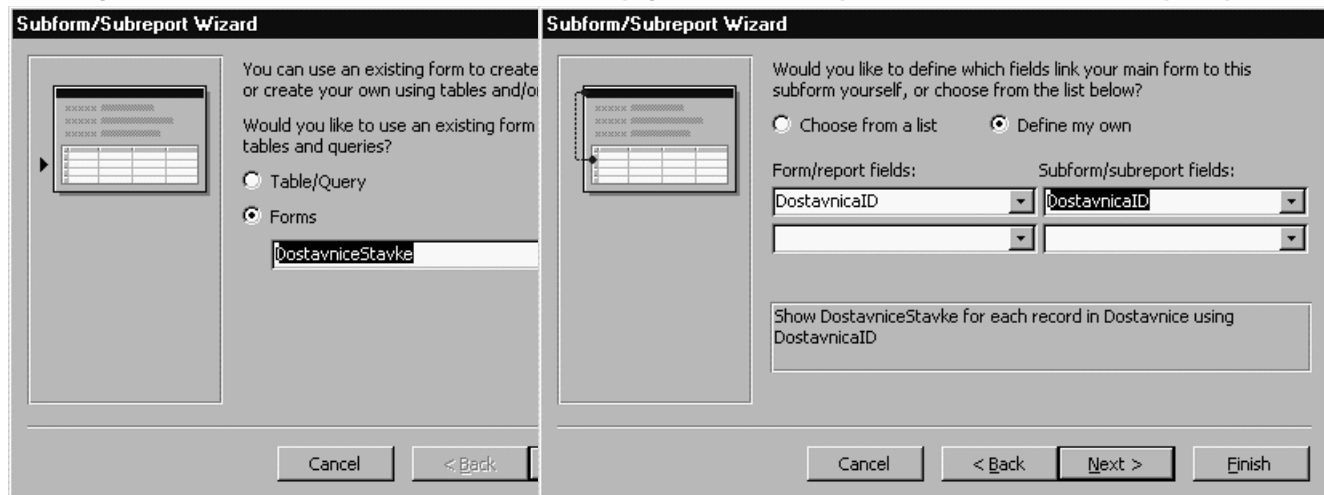 Subform/Subreport Wizard
You can use an existing form to create
or create your own using tables and/o
Would you like to use an existing form
tables and queries?
Table/Query
Forms
DostavniceStavke
Cancel
< Back
Subform/Subreport Wizard
Would you like to define which fields link your main form to this
subform yourself, or choose from the list below?
Choose from a list Define my own
Form/report fields: Subform/subreport fields:
DostavnicaID DostavnicaID
Show DostavniceStavke for each record in Dostavnice using
DostavnicaID
Cancel < Back Next > Finish